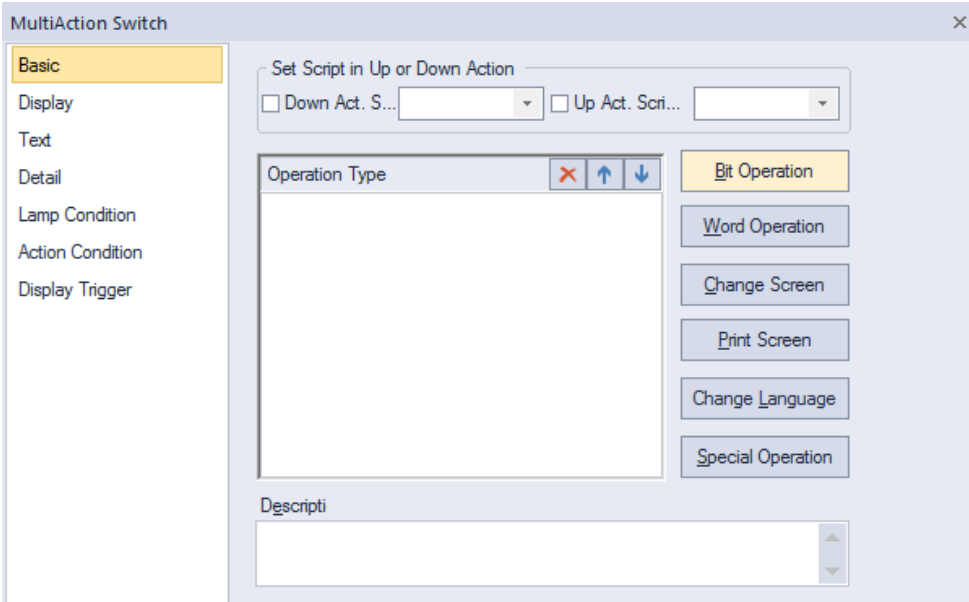 MultiAction Switch
Basic
Display
Text
Detail
Lamp Condition
Action Condition
Display Trigger
Set Script in Up or Down Action
Down Act. S...
Up Act. Scri...
Operation Type
Bit Operation
Word Operation
Change Screen
Print Screen
Change Language
Special Operation
Descripti